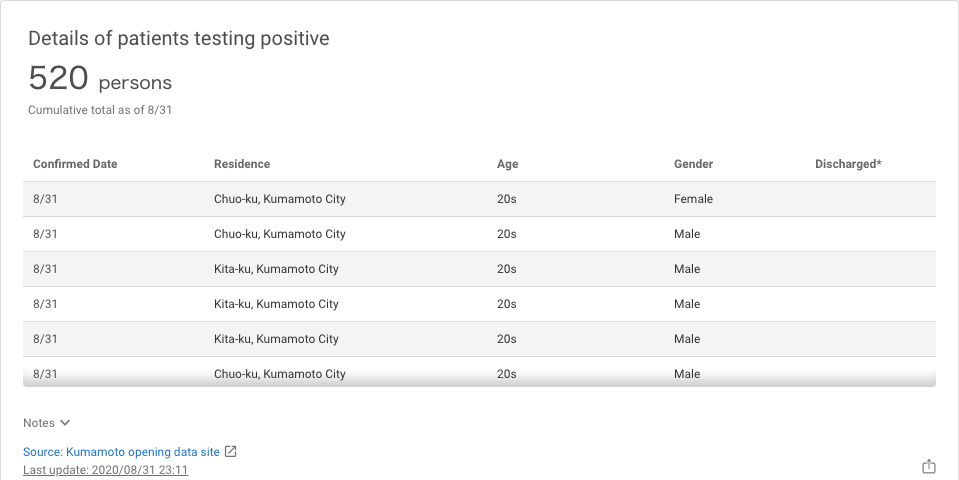 Details of patients testing positive
520 persons
Cumulative total as of 8/31
Confirmed Date Residence Age Gender Discharged*
8/31 Chuo-ku, Kumamoto City 20s Female
8/31 Chuo-ku, Kumamoto City 20s Male
8/31 Kita-ku, Kumamoto City 20s Male
8/31 Kita-ku, Kumamoto City 20s Male
8/31 Kita-ku, Kumamoto City 20s Male
8/31 Chuo-ku, Kumamoto City 20s Male
Notes
Source: Kumamoto opening data site
Last update: 2020/08/31 23:11